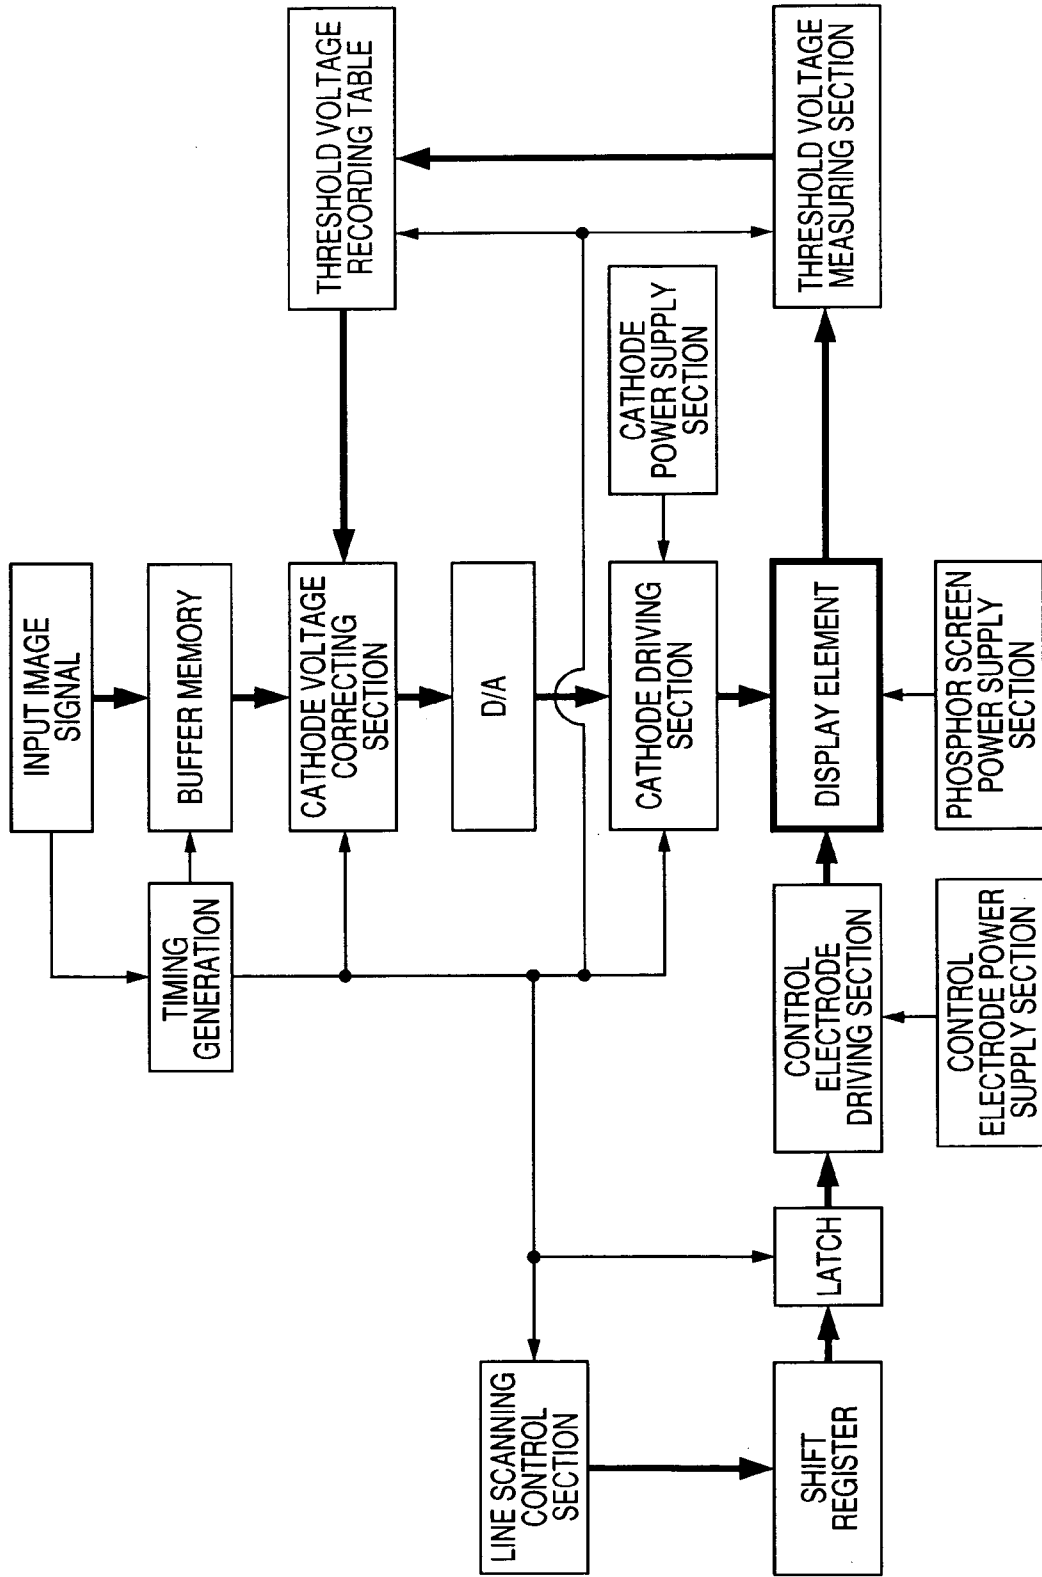 INPUT IMAGE
SIGNAL
TIMING
GENERATION
BUFFER MEMORY
CATHODE VOLTAGE
CORRECTING
SECTION
THRESHOLD VOLTAGE
RECORDING TABLE
D/A
LINE SCANNING
CONTROL
SECTION
CATHODE DRIVING
SECTION
CATHODE
POWER SUPPLY
SECTION
SHIFT
REGISTER
LATCH
CONTROL
ELECTRODE
DRIVING SECTION
DISPLAY ELEMENT
THRESHOLD VOLTAGE
MEASURING SECTION
CONTROL
ELECTRODE POWER
SUPPLY SECTION
PHOSPHOR SCREEN
POWER SUPPLY
SECTION